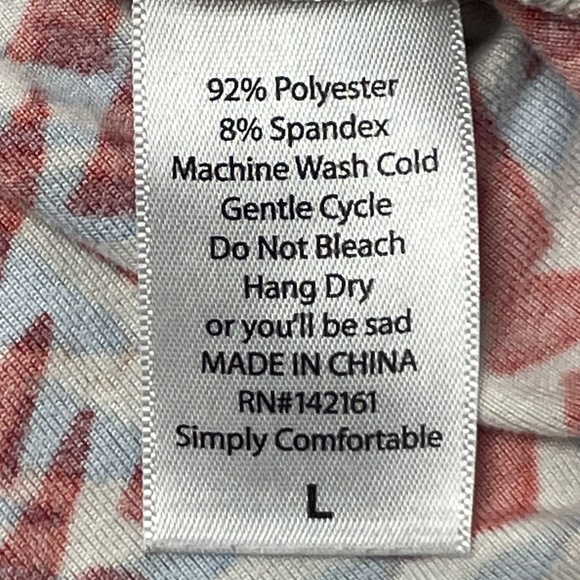 92% Polyester
8% Spandex
Machine Wash Cold
Gentle Cycle
Do Not Bleach
Hang Dry
or you'll be sad
MADE IN CHINA
RN#142161
Simply Comfortable
L